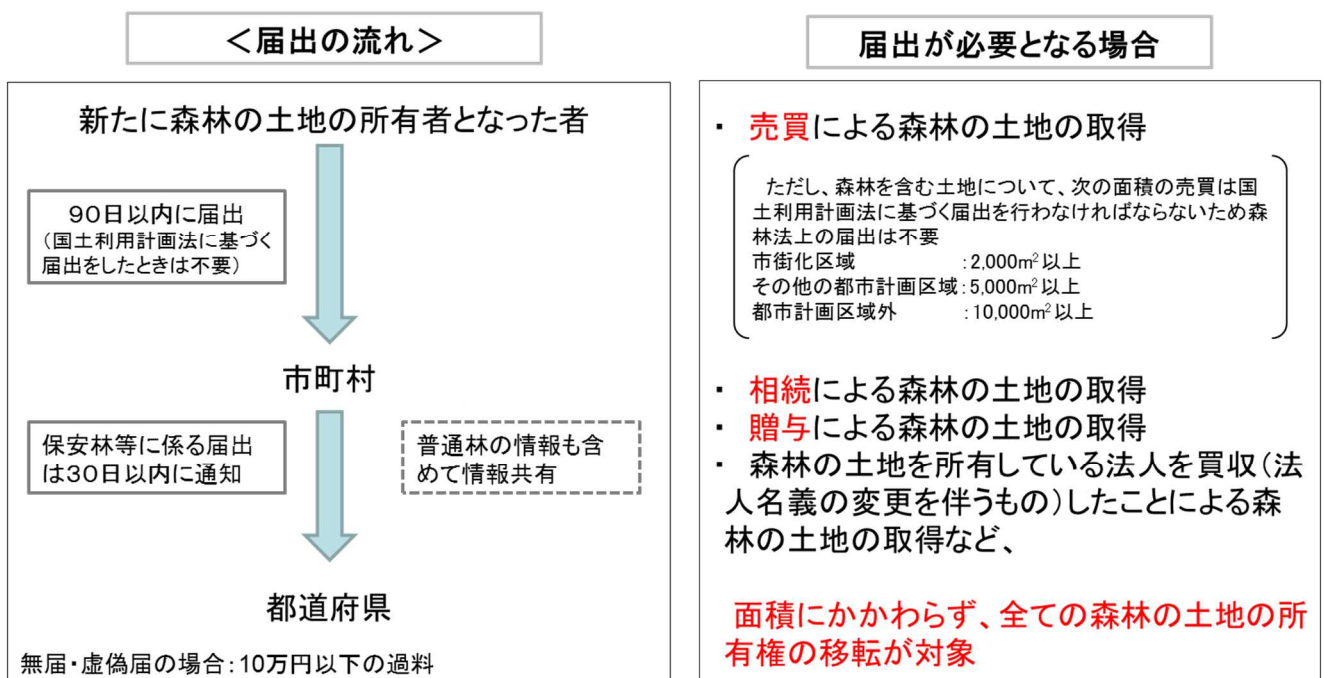 ＜届出の流れ＞
新たに森林の土地の所有者となった者
９０日以内に届出
（国土利用計画法に基づく
届出をしたときは不要）
市町村
保安林等に係る届出
は３０日以内に通知
普通林の情報も含
めて情報共有
都道府県
無届・虚偽届の場合：１０万円以下の過料
届出が必要となる場合
・ 売買による森林の土地の取得
ただし、森林を含む土地について、次の面積の売買は国
土利用計画法に基づく届出を行わなければならないため森
林法上の届出は不要
市街化区域　　　　　：2,000㎡以上
その他の都市計画区域：5,000㎡以上
都市計画区域外　　　：10,000㎡以上
・ 相続による森林の土地の取得
・ 贈与による森林の土地の取得
・ 森林の土地を所有している法人を買収（法
人名義の変更を伴うもの）したことによる森
林の土地の取得など、
面積にかかわらず、全ての森林の土地の所
有権の移転が対象